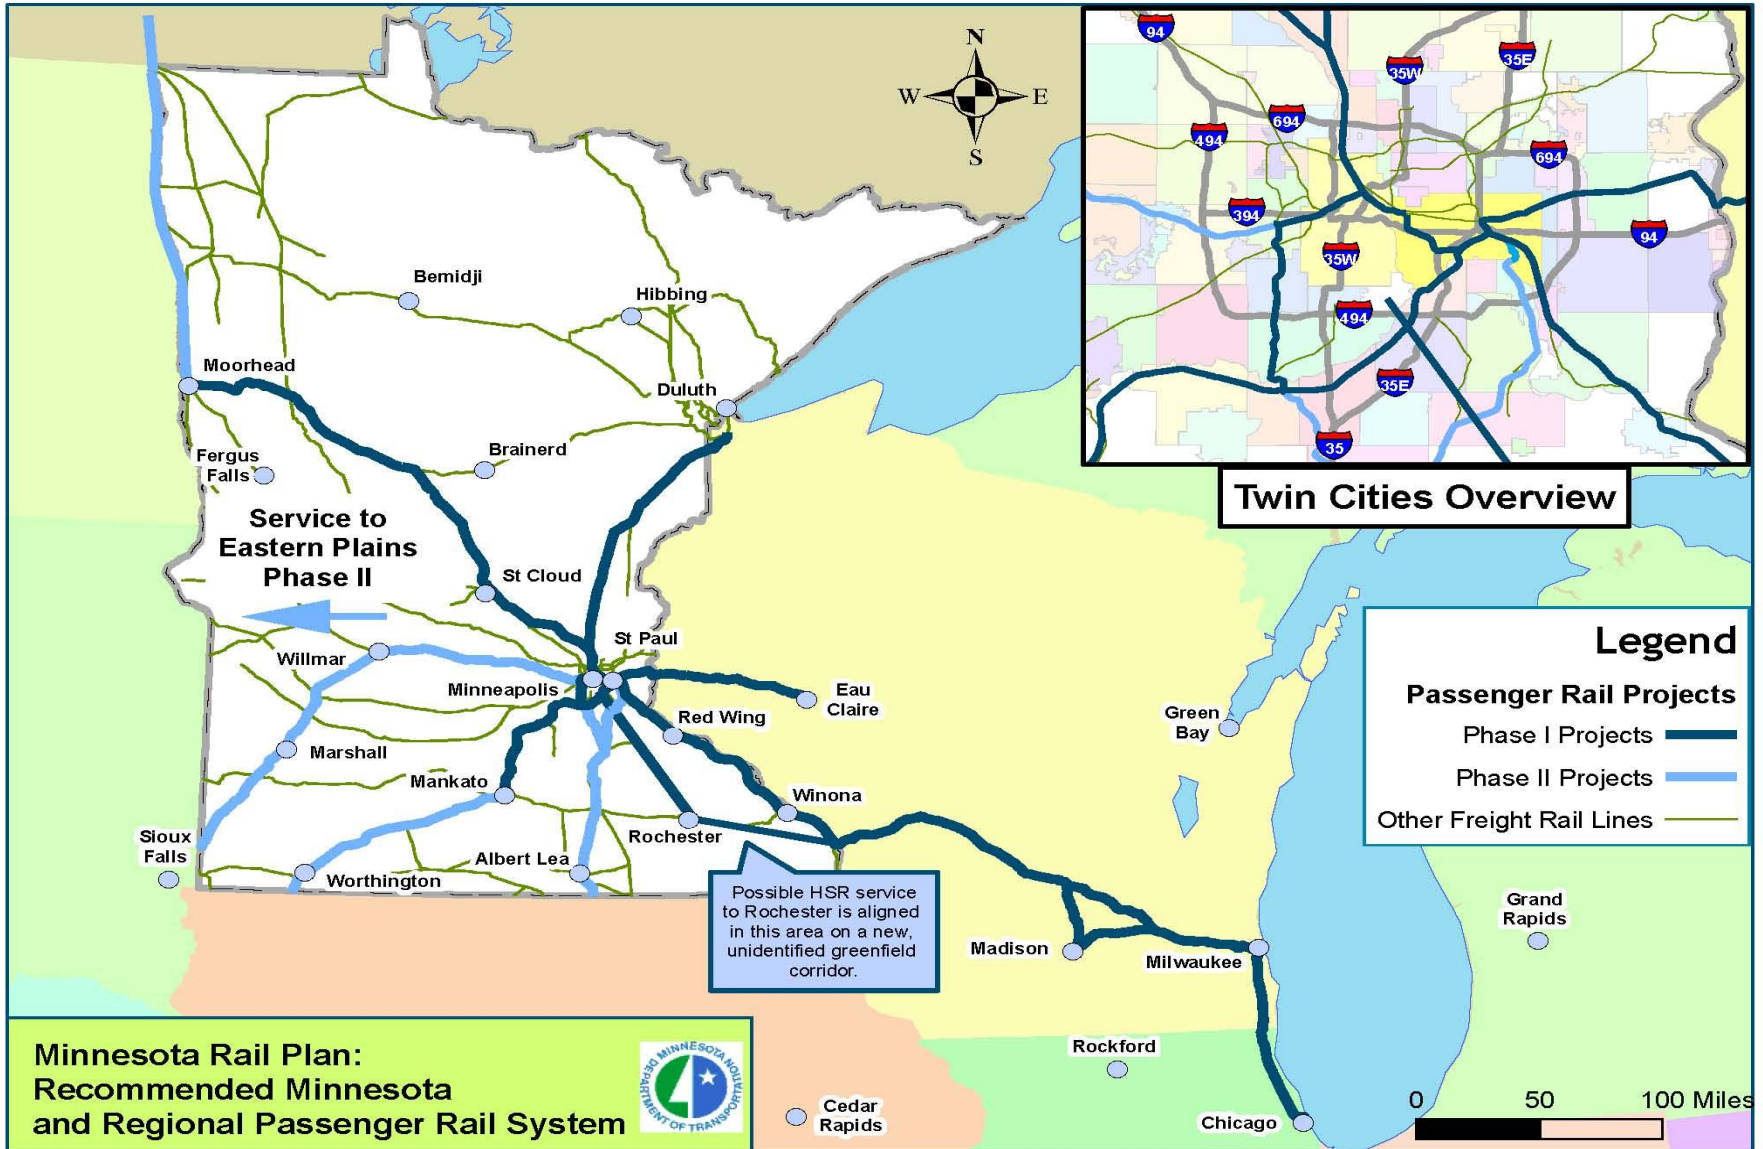 N
W
E
S
94
35W
35E
694
494
694
394
94
35W
494
35E
35
Twin Cities Overview
Bemidji
Hibbing
Moorhead
Duluth
Brainerd
Fergus
Falls
Service to
Eastern Plains
Phase II
St Cloud
St Paul
Willmar
Minneapolis
Eau
Claire
Red Wing
Green
Bay
Marshall
Mankato
Winona
Sioux
Falls
Rochester
Albert Lea
Worthington
Possible HSR service
to Rochester is aligned
in this area on a new,
unidentified greenfield
corridor.
Madison
Milwaukee
Grand
Rapids
Rockford
Cedar
Rapids
Chicago
Legend
Passenger Rail Projects
Phase I Projects
Phase II Projects
Other Freight Rail Lines
0 50 100 Miles
Minnesota Rail Plan:
Recommended Minnesota
and Regional Passenger Rail System
MINNESOTA DEPARTMENT OF TRANSPORTATION